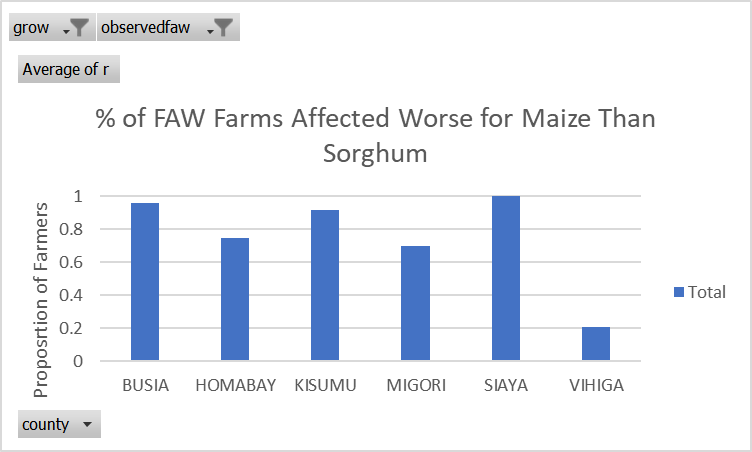 grow observedfaw
Average of r
% of FAW Farms Affected Worse for Maize Than
Sorghum
Proposrtion of Farmers
1
0.8
0.6
0.4
0.2
0
BUSIA HOMABAY KISUMU MIGORI SIAYA VIHIGA
Total
county